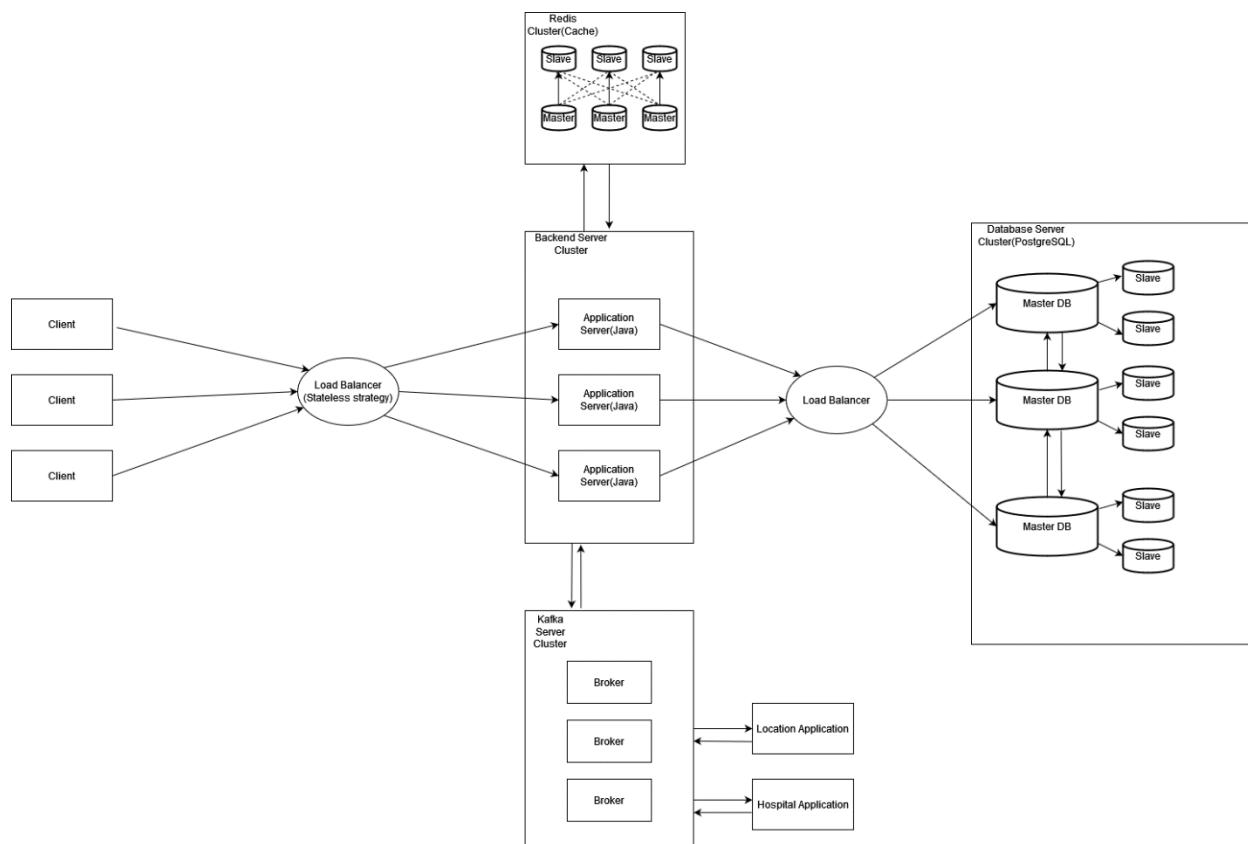 Redis
Cluster(Cache)
Slave
Slave
Slave
Master
Master
Master
Backend Server
Cluster
Database Server
Cluster(PostgreSQL)
Client
Client
Client
Load Balancer
(Stateless strategy)
Application
Server(Java)
Application
Server(Java)
Application
Server(Java)
Load Balancer
Master DB
Slave
Slave
Master DB
Slave
Slave
Master DB
Slave
Slave
Kafka
Server
Cluster
Broker
Broker
Broker
Location Application
Hospital Application